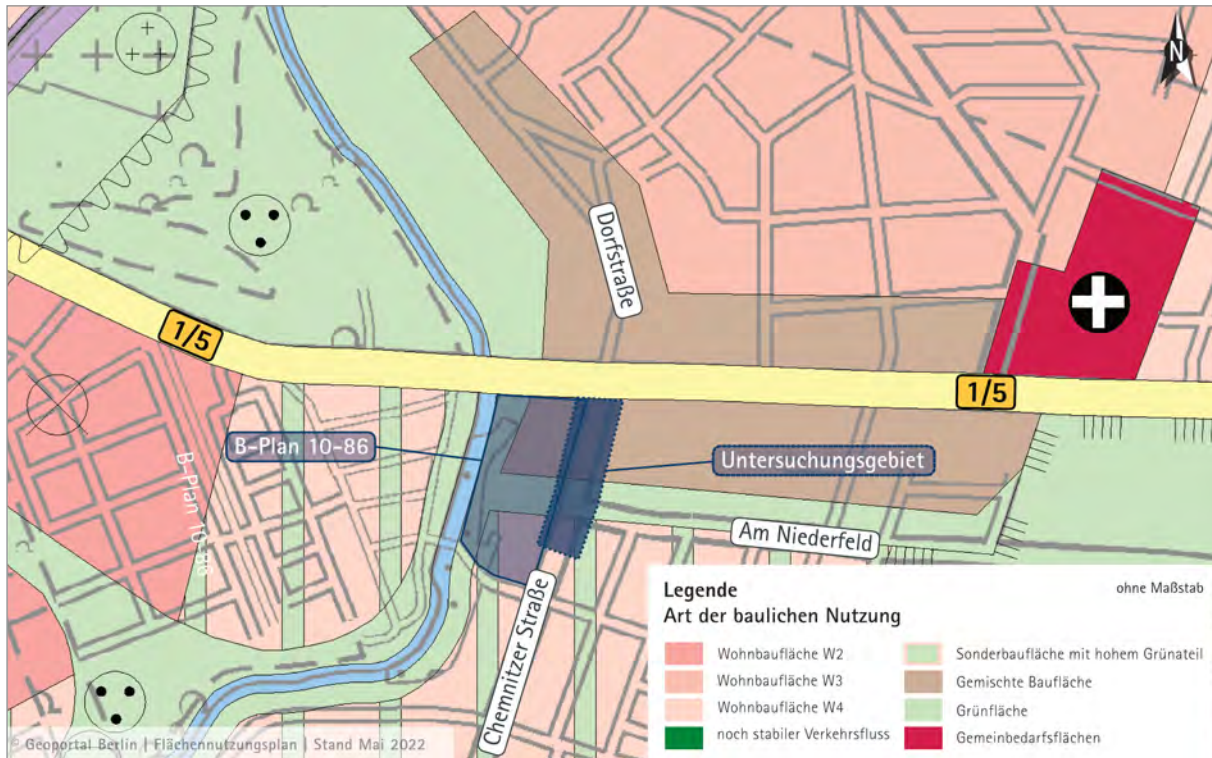 N
Dorfstraße
1/5
1/5
B-Plan 10-86
Untersuchungsgebiet
B-Plan 10-86
Am Niederfeld
Chemnitzer Straße
Legende
ohne Maßstab
Art der baulichen Nutzung
Wohnbaufläche W2
Wohnbaufläche W3
Wohnbaufläche W4
noch stabiler Verkehrsfluss
Sonderbaufläche mit hohem Grünateil
Gemischte Baufläche
Grünfläche
Gemeinbedarfsflächen
© Geoportal Berlin | Flächennutzungsplan | Stand Mai 2022